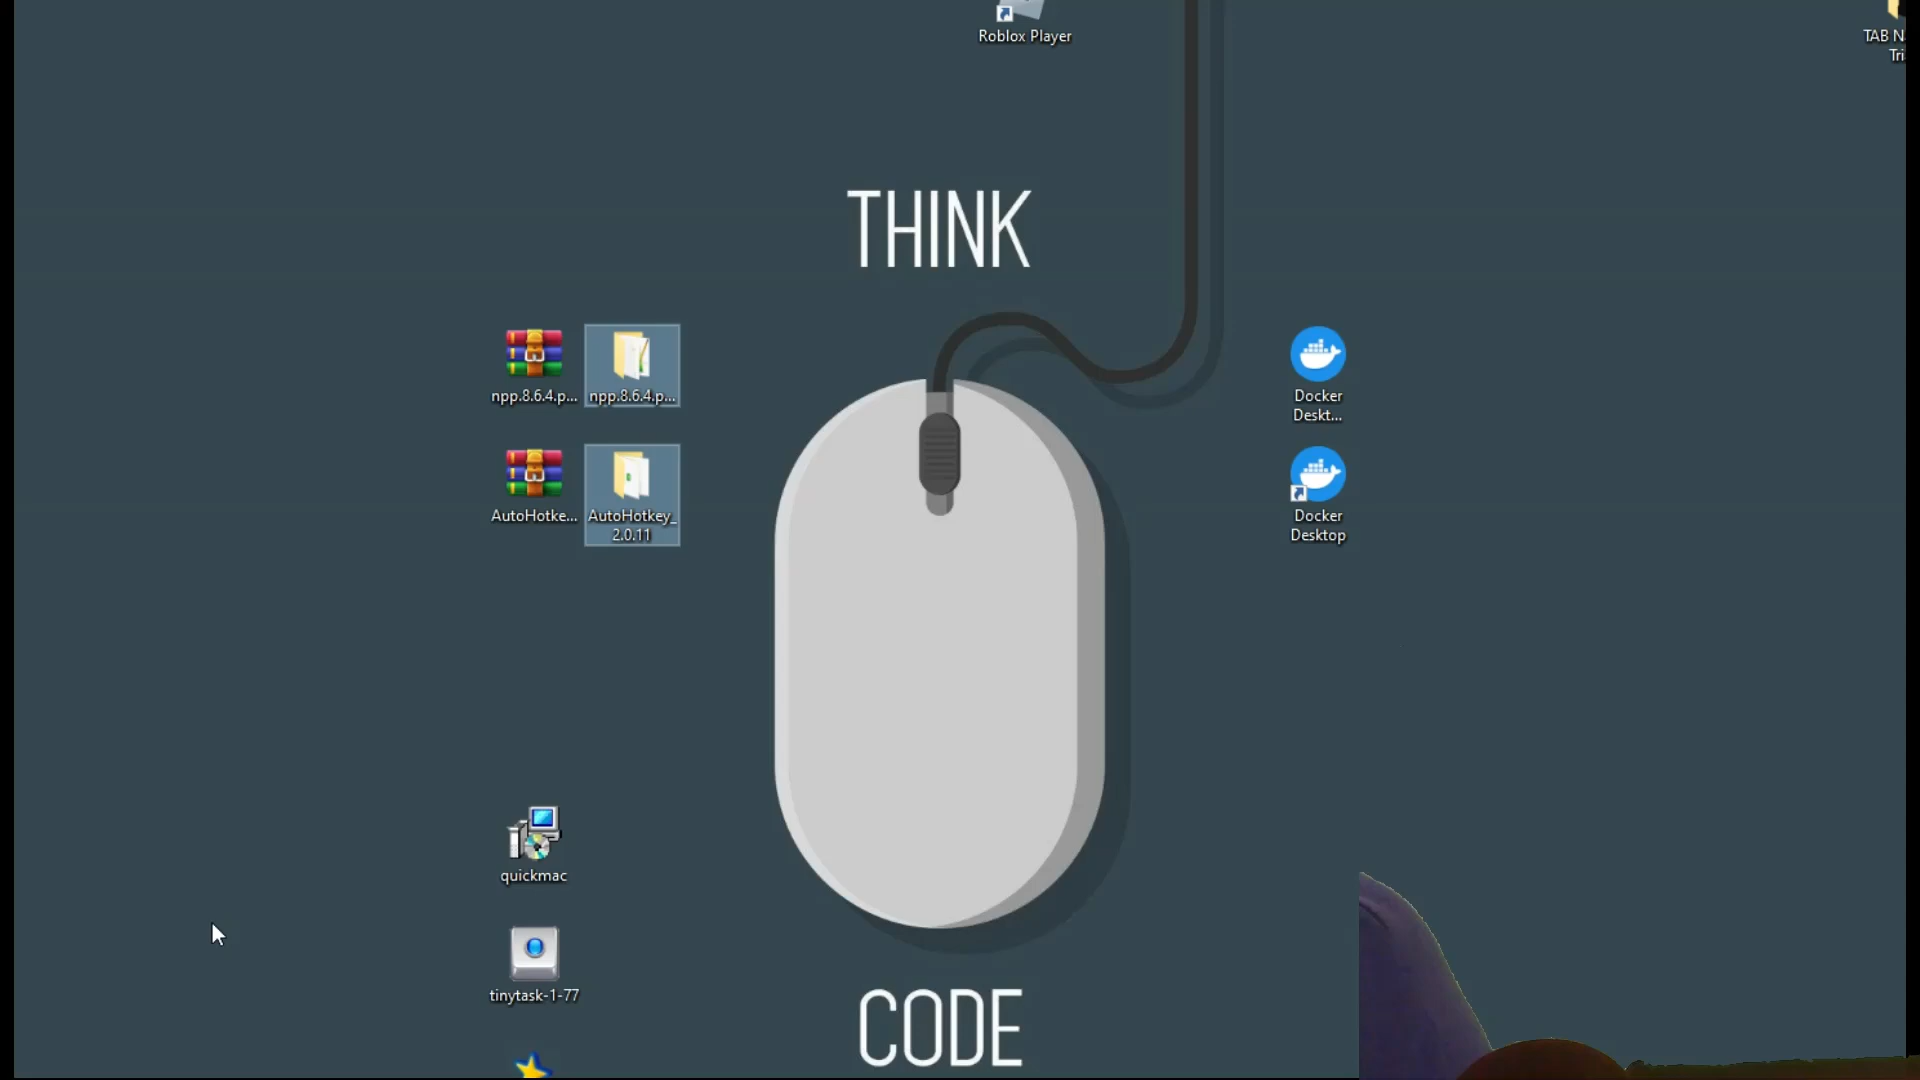 Roblox Player
TAB N
Tri
THINK
npp.8.6.4.p...
npp.8.6.4.p...
Docker
Deskt...
AutoHotke...
AutoHotkey_
2.0.11
Docker
Desktop
quickmac
tinytask-1-77
CODE